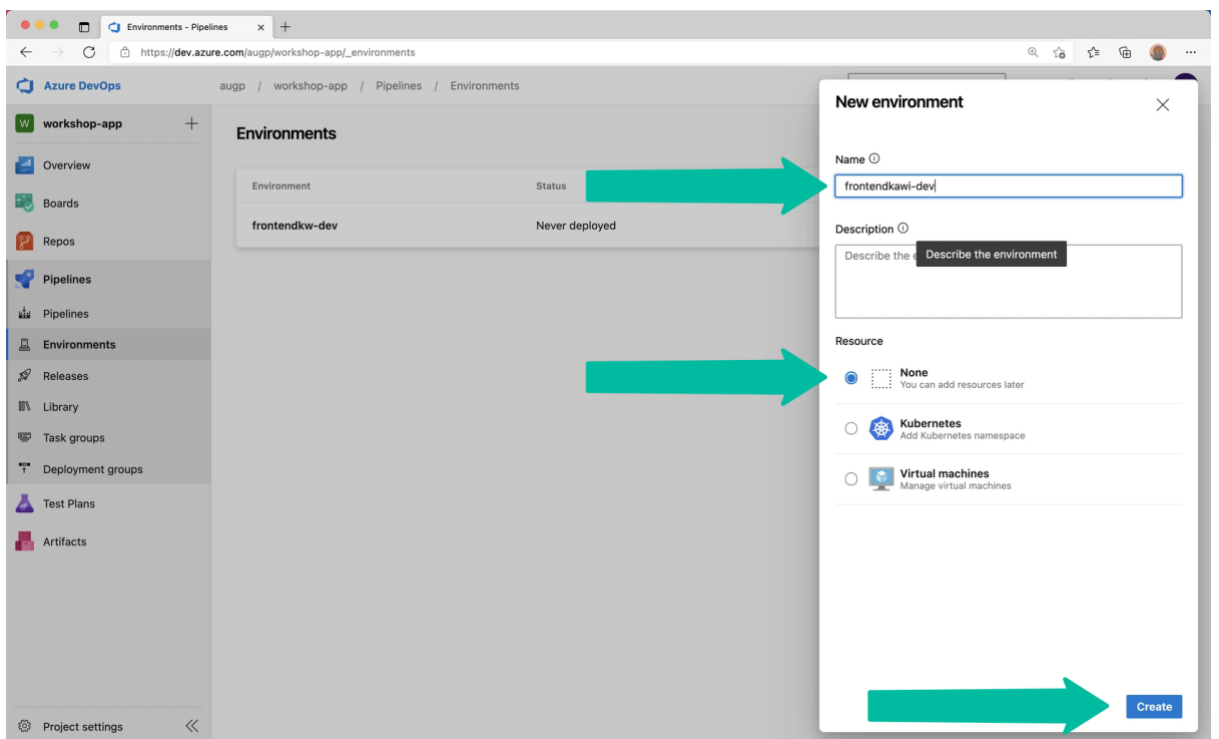 Environments - Pipelines
https://dev.azure.com/augp/workshop-app/_environments
Azure DevOps
augp / workshop-app / Pipelines / Environments
W workshop-app
Overview
Boards
Repos
Pipelines
Pipelines
Environments
Releases
Library
Task groups
Deployment groups
Test Plans
Artifacts
Project settings
Environments
Environment Status
frontendkw-dev Never deployed
New environment
Name
frontendkawi-dev
Description
Describe the
Describe the environment
Resource
None
You can add resources later
Kubernetes
Add Kubernetes namespace
Virtual machines
Manage virtual machines
Create